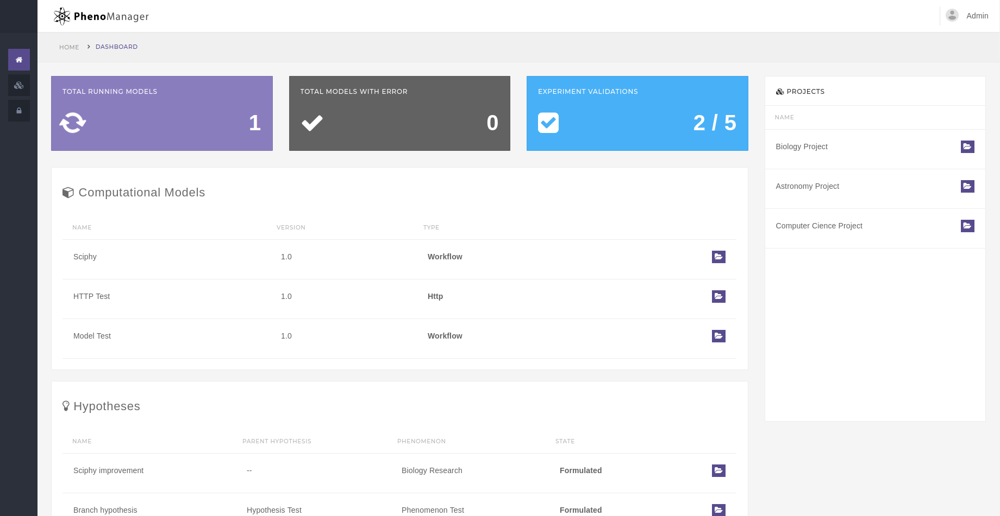 PhenoManager
Admin
HOME > DASHBOARD
TOTAL RUNNING MODELS
1
TOTAL MODELS WITH ERROR
0
EXPERIMENT VALIDATIONS
2 / 5
Computational Models
NAME VERSION TYPE
Sciphy 1.0 Workflow
HTTP Test 1.0 Http
Model Test 1.0 Workflow
Hypotheses
NAME PARENT HYPOTHESIS PHENOMENON STATE
Sciphy improvement -- Biology Research Formulated
Branch hypothesis Hypothesis Test Phenomenon Test Formulated
PROJECTS
NAME
Biology Project
Astronomy Project
Computer Cience Project